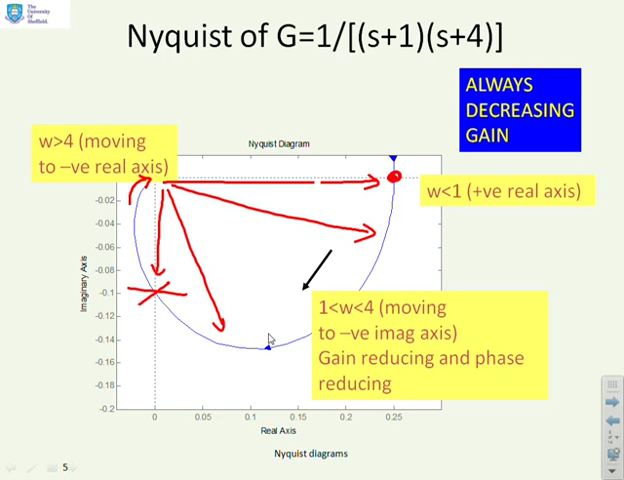 The
University
Of
Sheffield.
Nyquist of G=1/[(s+1)(s+4)]
ALWAYS
DECREASING
GAIN
w>4 (moving
to –ve real axis)
Nyquist Diagram
w<1 (+ve real axis)
-0.02
-0.04
-0.06
-0.08
-0.1
-0.12
-0.14
-0.16
-0.18
-0.2
Imaginary Axis
1<w<4 (moving
to –ve imag axis)
Gain reducing and phase
reducing
0
0.05
0.1
0.15
0.2
0.25
Real Axis
Nyquist diagrams
5